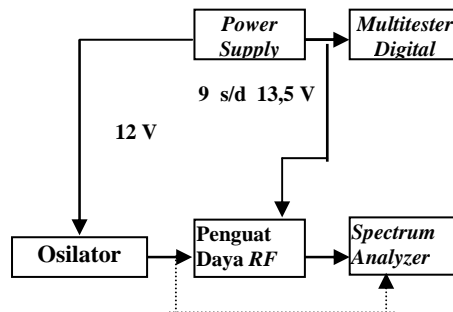 Power
Supply
Multitester
Digital
9 s/d 13,5 V
12 V
Osilator
Penguat
Daya RF
Spectrum
Analyzer